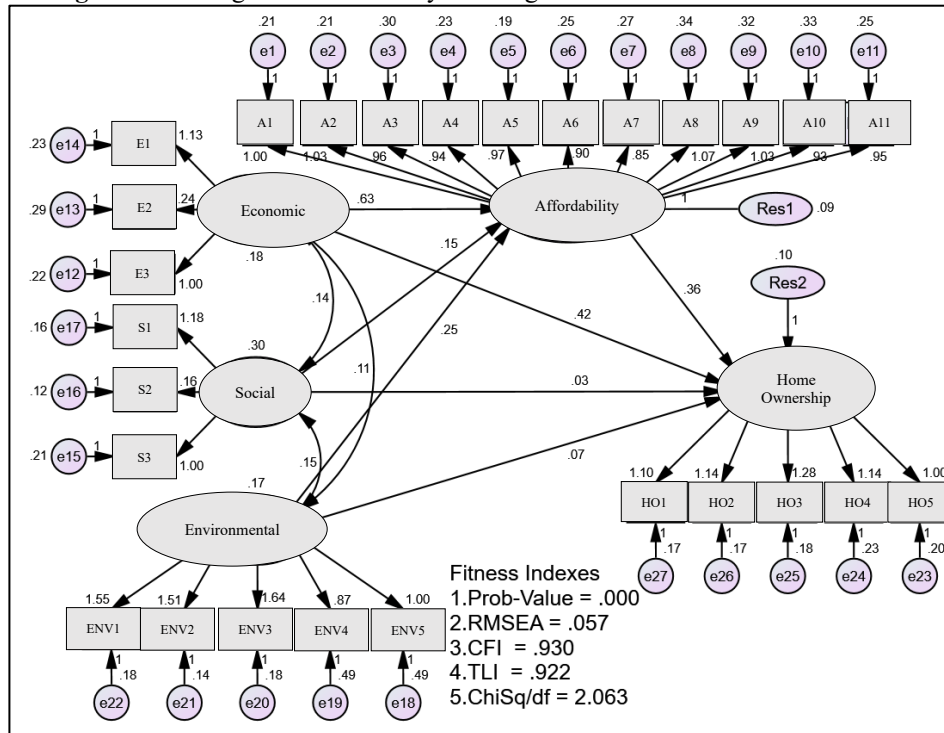 .21 .21 .30 .23 .19 .25 .27 .34 .32 .33 .25
e1 e2 e3 e4 e5 e6 e7 e8 e9 e10 e11
1 1 1 1 1 1 1 1 1 1 1
A1 A2 A3 A4 A5 A6 A7 A8 A9 A10 A11
1.00 1.03 .96 .94 .97 .90 .85 1.07 1.03 .93 .95
.23 e14 1 E1 1.13
.29 e13 1 E2 .24
.22 e12 1 E3 1.00
Economic
.18
.63
Affordability
1
Res1 .09
.10
Res2
1
.15
.14
.25
.36
.42
.11
.16 e17 1 S1 1.18
.12 e16 1 S2 .16
.21 e15 1 S3 1.00
.30
Social
.03
Home
Ownership
.15
.07
.17
Environmental
1.10 1.14 1.28 1.14 1.00
HO1 HO2 HO3 HO4 HO5
1 1 1 1 1
.17 .17 .18 .23 .20
e27 e26 e25 e24 e23
1.55 1.51 1.64 .87 1.00
ENV1 ENV2 ENV3 ENV4 ENV5
1 1 1 1 1
.18 .14 .18 .49 .49
e22 e21 e20 e19 e18
Fitness Indexes
1.Prob-Value = .000
2.RMSEA = .057
3.CFI = .930
4.TLI = .922
5.ChiSq/df = 2.063